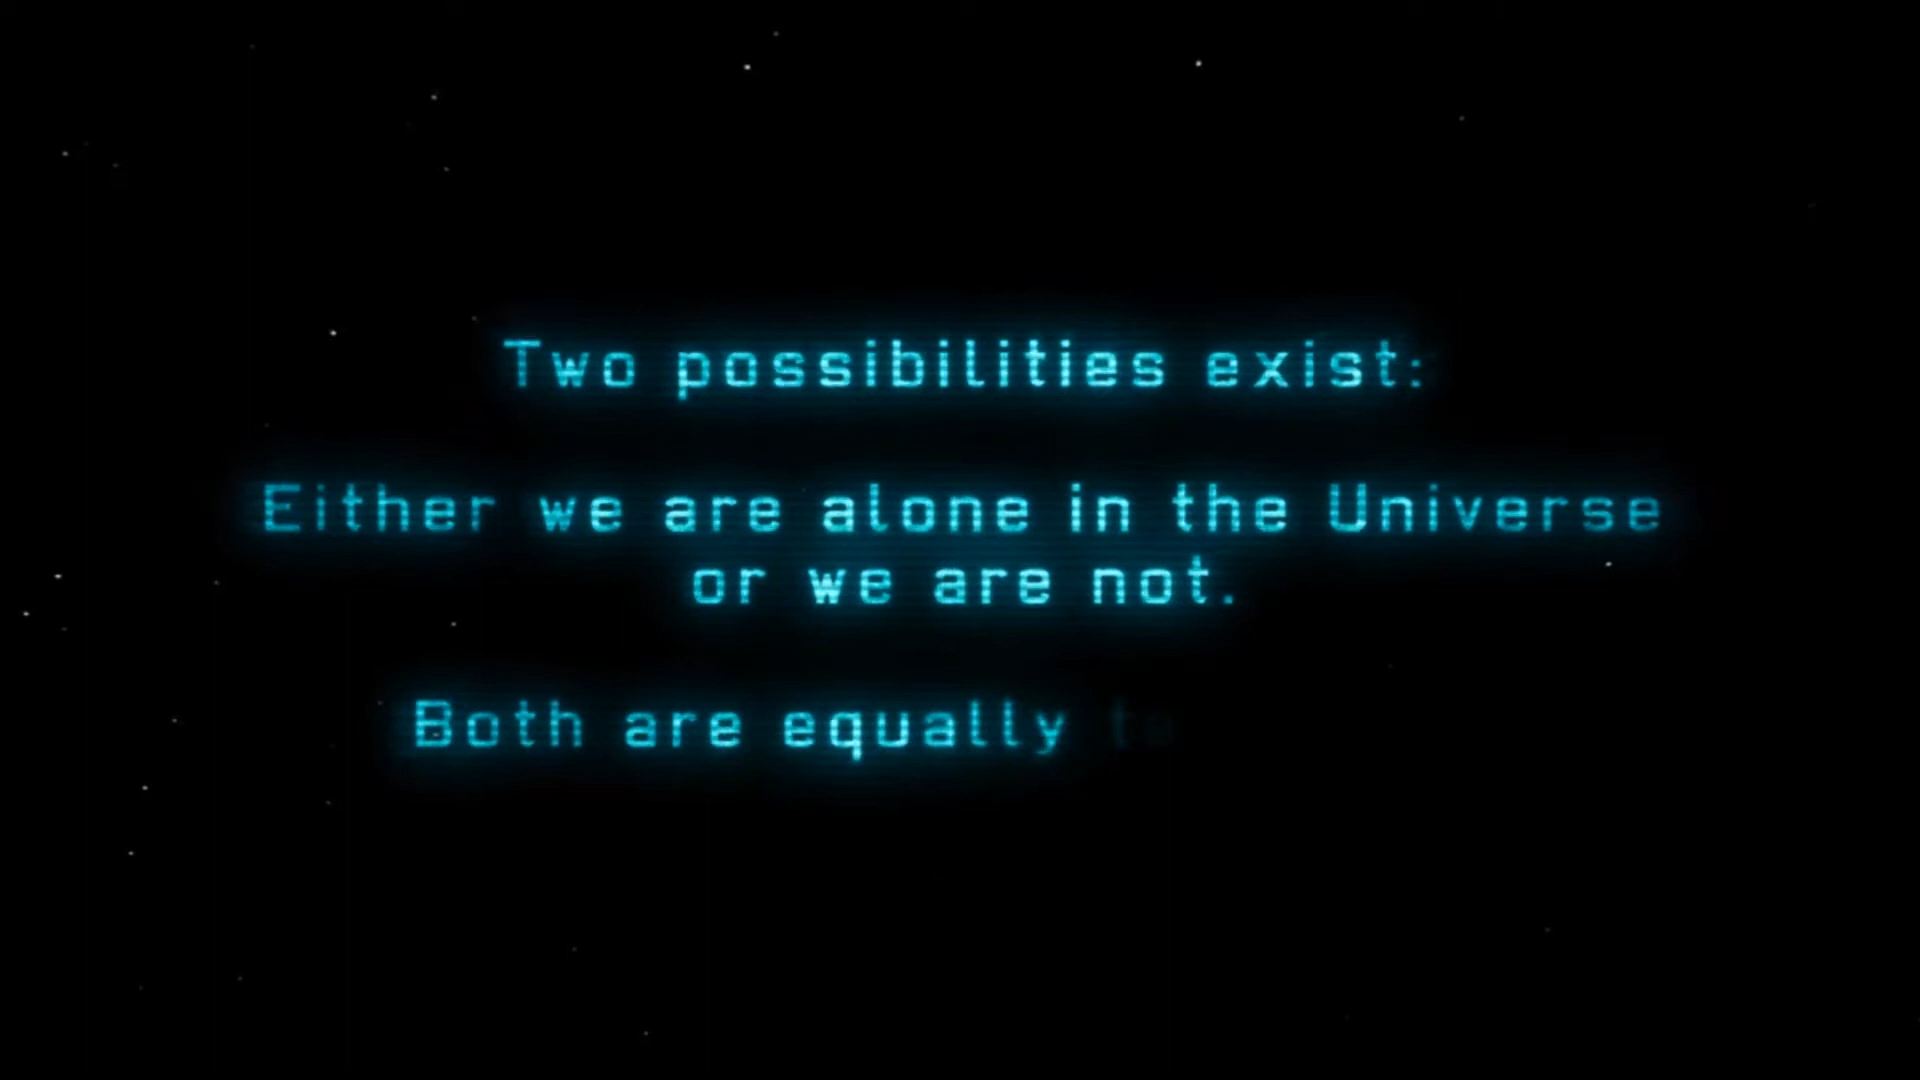 Two possibilities exist:
Either we are alone in the Universe
or we are not.
Both are equally